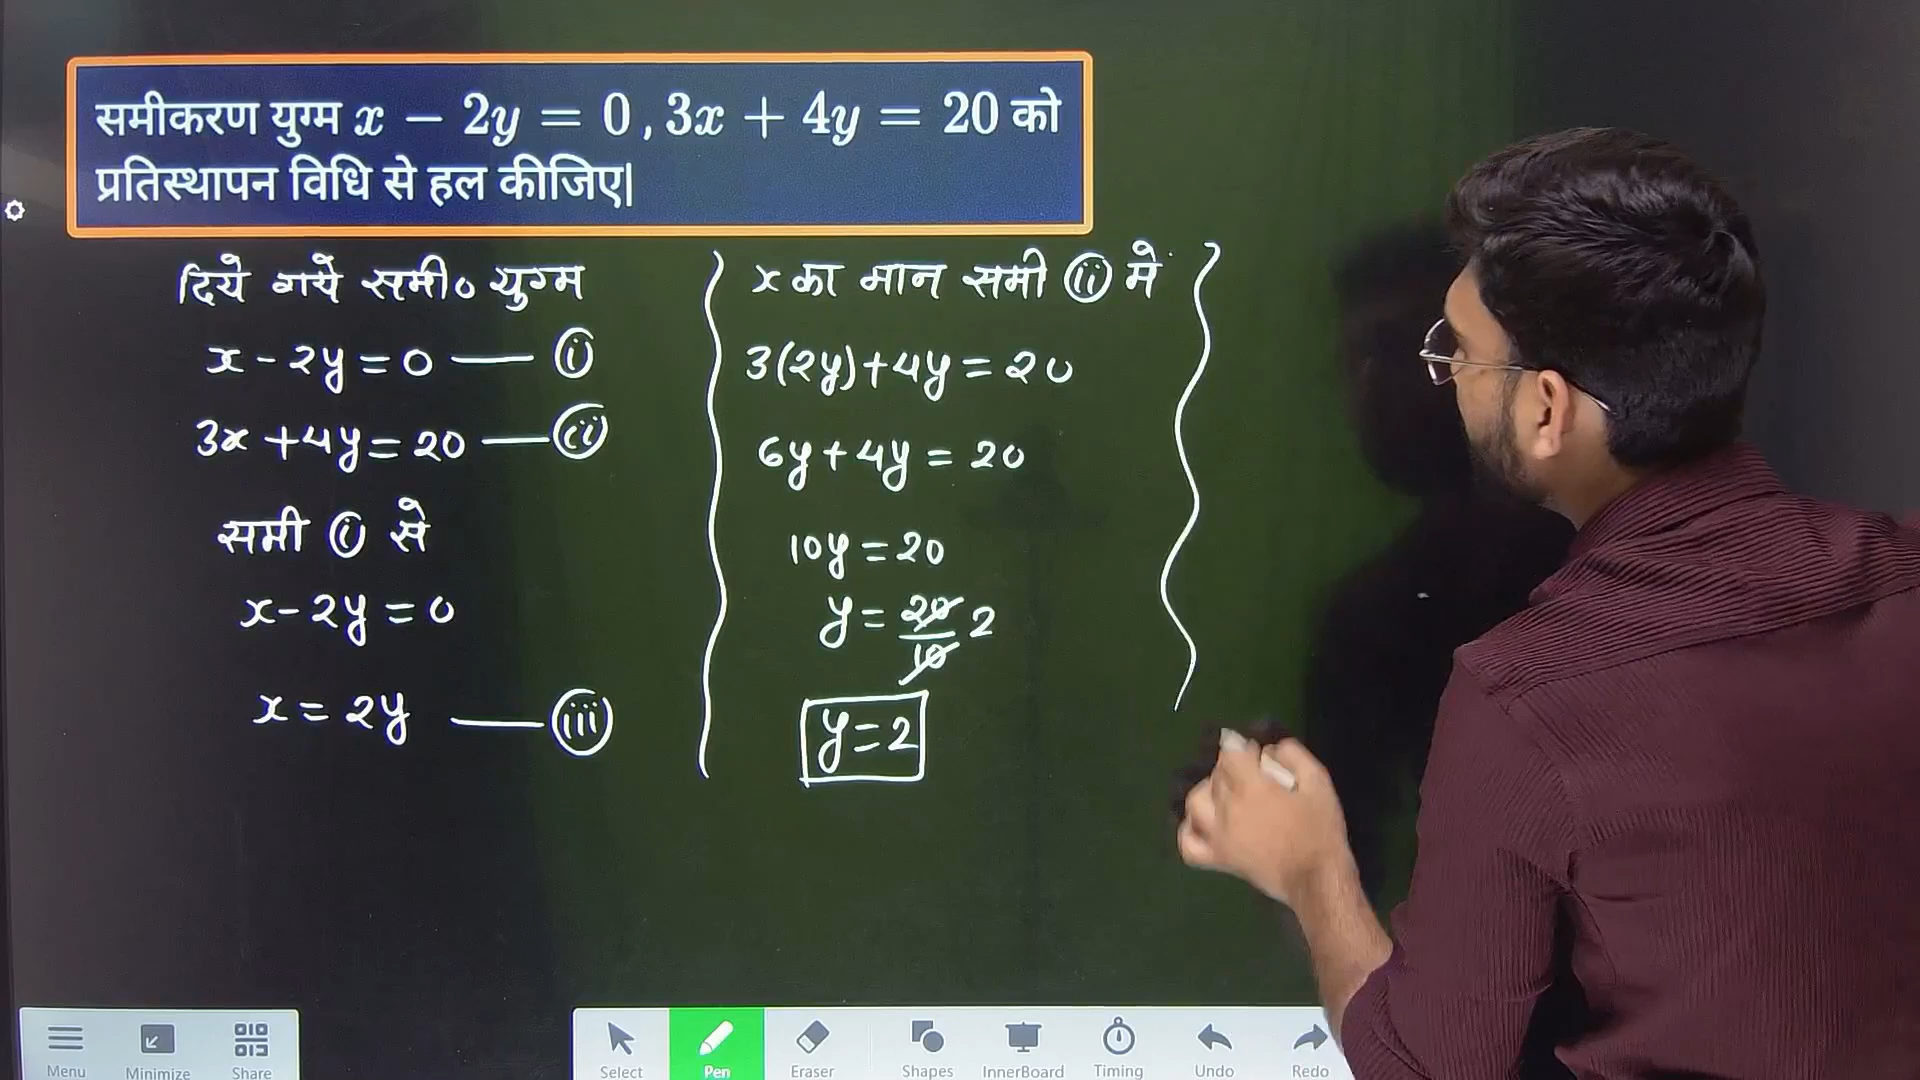 समीकरण युग्म x − 2y = 0 , 3x + 4y = 20 को
प्रतिस्थापन विधि से हल कीजिए|
दिये गये समी० युग्म
x - 2y = 0 —— (i)
3x + 4y = 20 —— (ii)
समी (i) से
x - 2y = 0
x = 2y —— (iii)
x का मान समी (ii) मे
3(2y) + 4y = 20
6y + 4y = 20
10y = 20
y = 20/10 2
y = 2
Menu
Minimize
Share
Select
Pen
Eraser
Shapes
InnerBoard
Timing
Undo
Redo